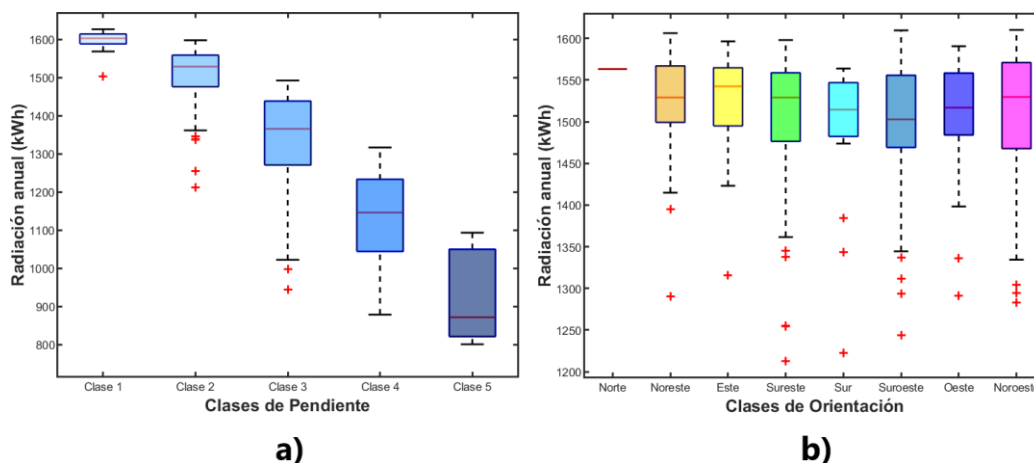 Radiación anual (kWh)
1600
1500
1400
1300
1200
1100
1000
900
800
Clase 1 Clase 2 Clase 3 Clase 4 Clase 5
Clases de Pendiente
a)
Radiación anual (kWh)
1600
1550
1500
1450
1400
1350
1300
1250
1200
Norte Noreste Este Sureste Sur Suroeste Oeste Noroeste
Clases de Orientación
b)